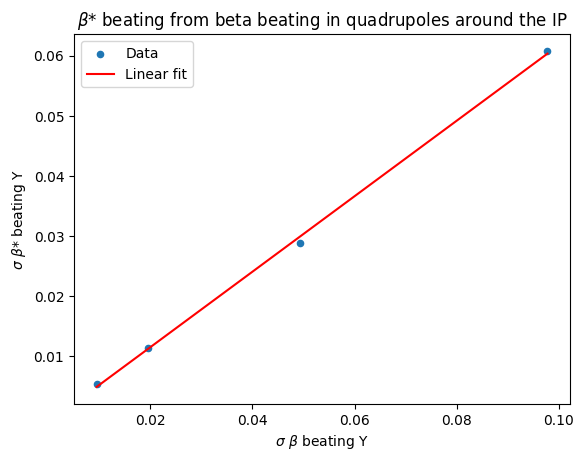 β* beating from beta beating in quadrupoles around the IP
Data
Linear fit
0.06
0.05
0.04
0.03
0.02
0.01
σ β* beating Y
0.02
0.04
0.06
0.08
0.10
σ β beating Y